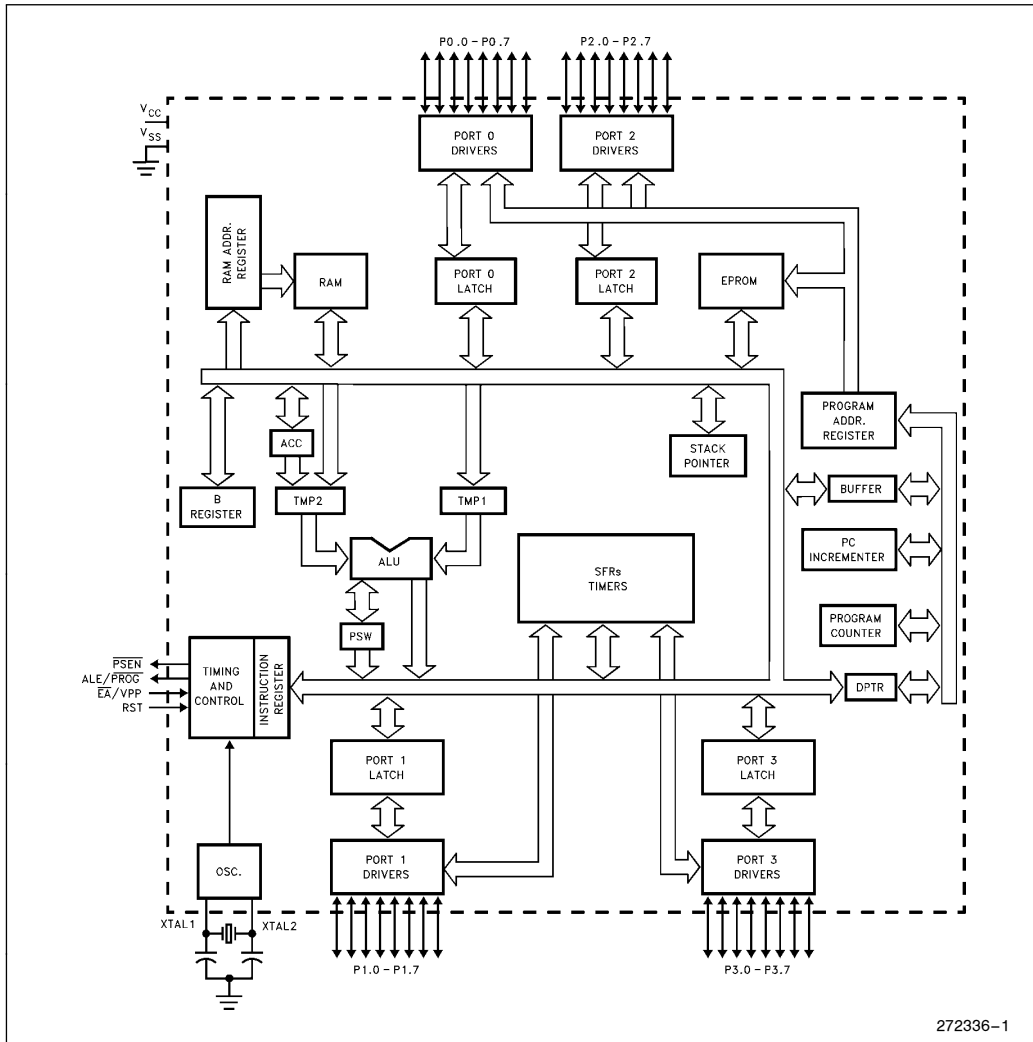 P0.0–P0.7
P2.0–P2.7
VCC
VSS
PORT 0
DRIVERS
PORT 2
DRIVERS
RAM ADDR.
REGISTER
RAM
PORT 0
LATCH
PORT 2
LATCH
EPROM
PROGRAM
ADDR.
REGISTER
ACC
STACK
POINTER
B
REGISTER
TMP2
TMP1
BUFFER
ALU
PC
INCREMENTER
SFRs
TIMERS
PSW
PROGRAM
COUNTER
PSEN
ALE/PROG
EA/VPP
RST
TIMING
AND
CONTROL
INSTRUCTION
REGISTER
DPTR
PORT 1
LATCH
PORT 3
LATCH
OSC.
PORT 1
DRIVERS
PORT 3
DRIVERS
XTAL1
XTAL2
P1.0–P1.7
P3.0–P3.7
272336–1